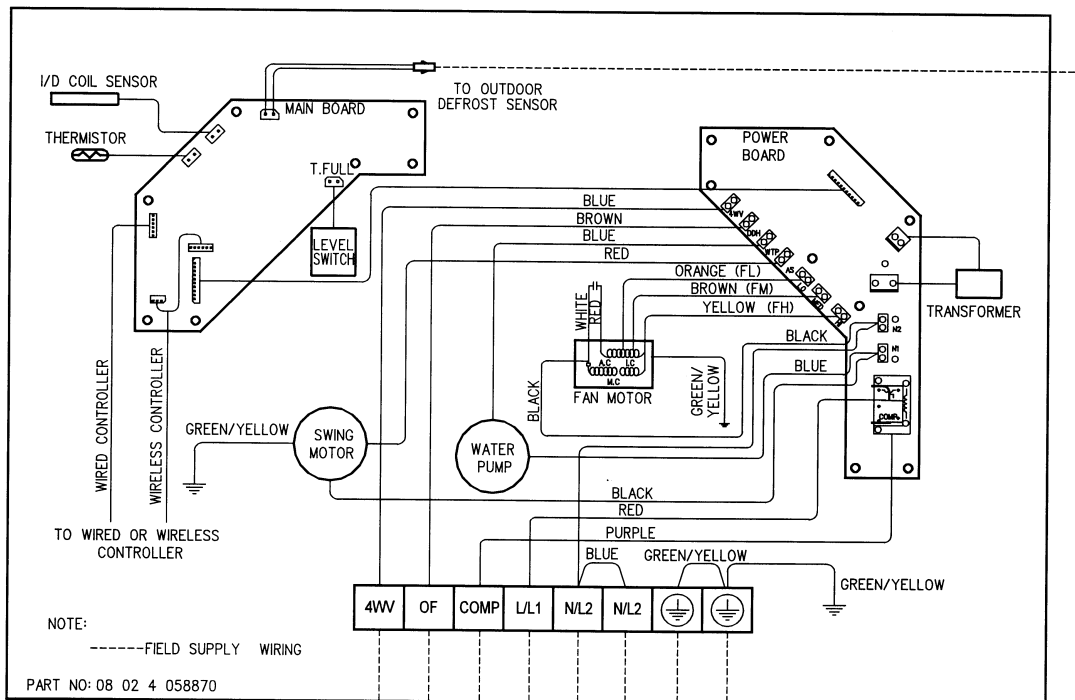 I/D COIL SENSOR
THERMISTOR
MAIN BOARD
TO OUTDOOR
DEFROST SENSOR
T.FULL
LEVEL
SWITCH
POWER
BOARD
BLUE
BROWN
BLUE
RED
ORANGE (FL)
BROWN (FM)
YELLOW (FH)
4WV
WTP
AS
LO
TRANSFORMER
N2
N1
BLACK
BLUE
COMP.
WHITE
RED
A.C
I.C
M.C
FAN MOTOR
BLACK
GREEN/
YELLOW
WIRED CONTROLLER
WIRELESS CONTROLLER
GREEN/YELLOW
SWING
MOTOR
WATER
PUMP
BLACK
RED
PURPLE
TO WIRED OR WIRELESS
CONTROLLER
BLUE
GREEN/YELLOW
GREEN/YELLOW
4WV
OF
COMP
L/L1
N/L2
N/L2
NOTE:
------FIELD SUPPLY WIRING
PART NO: 08 02 4 058870